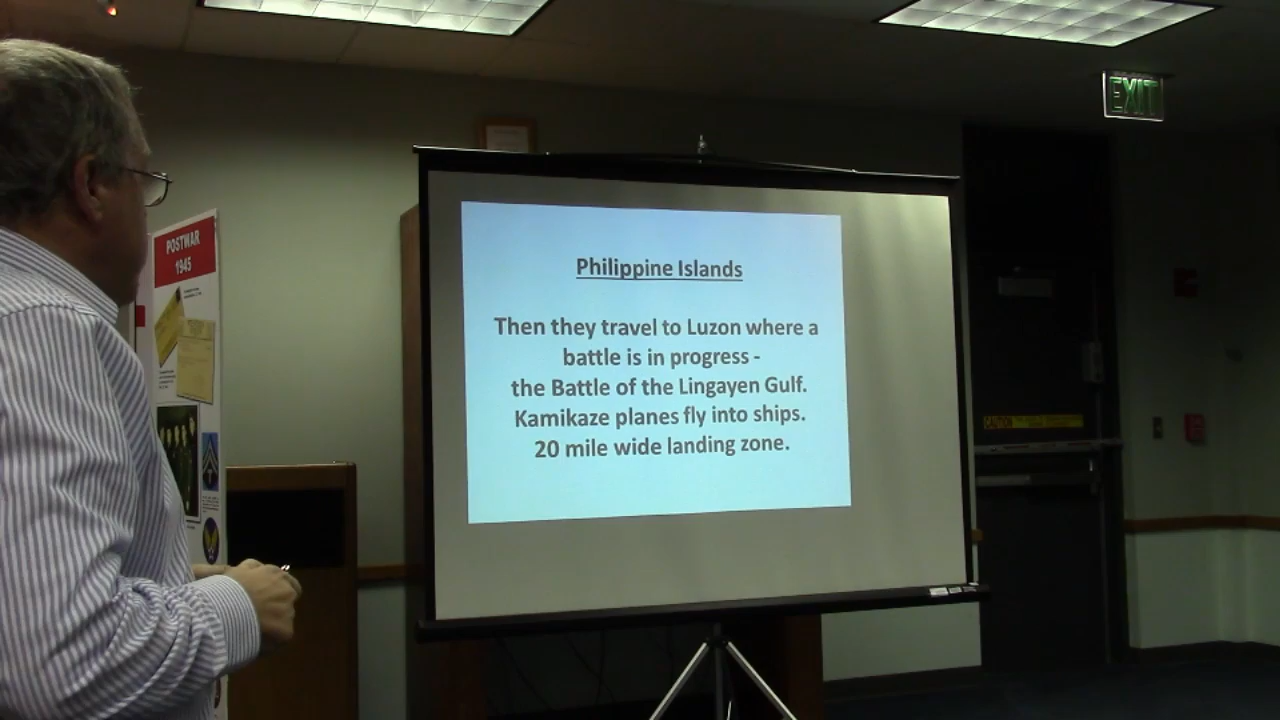 EXIT
POSTWAR
1945
Philippine Islands
Then they travel to Luzon where a
battle is in progress -
the Battle of the Lingayen Gulf.
Kamikaze planes fly into ships.
20 mile wide landing zone.
CAUTION